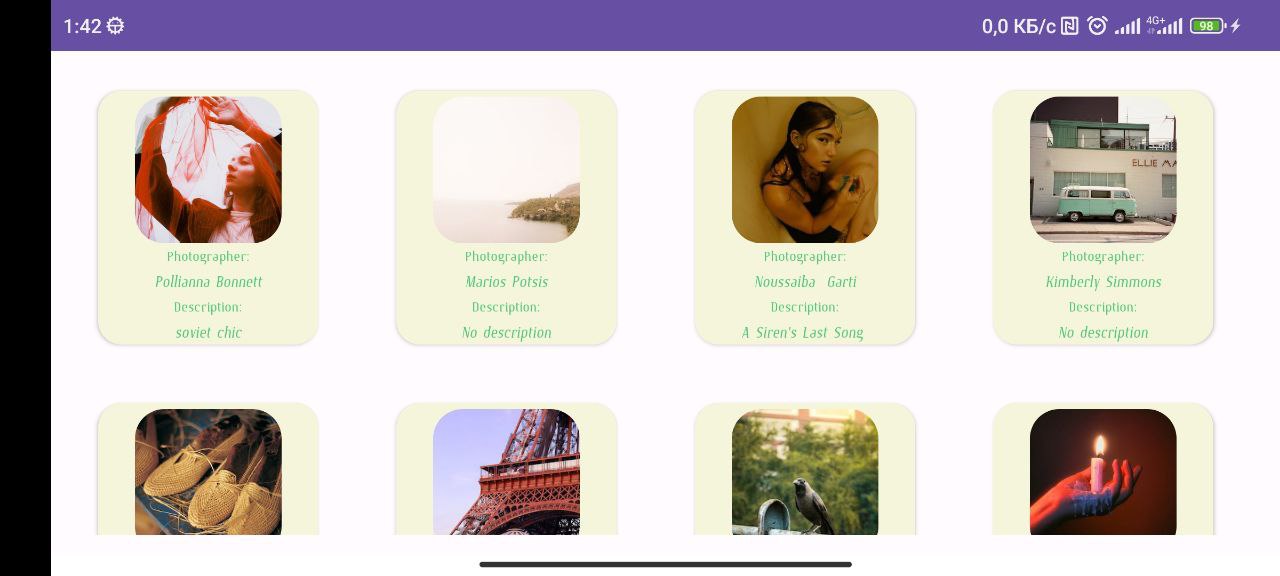 1:42
0,0 КБ/с 4G+ 98
Photographer:
Pollianna Bonnett
Description:
soviet chic
Photographer:
Marios Potsis
Description:
No description
Photographer:
Noussaiba Garti
Description:
A Siren's Last Song
ELLIE MA
Photographer:
Kimberly Simmons
Description:
No description